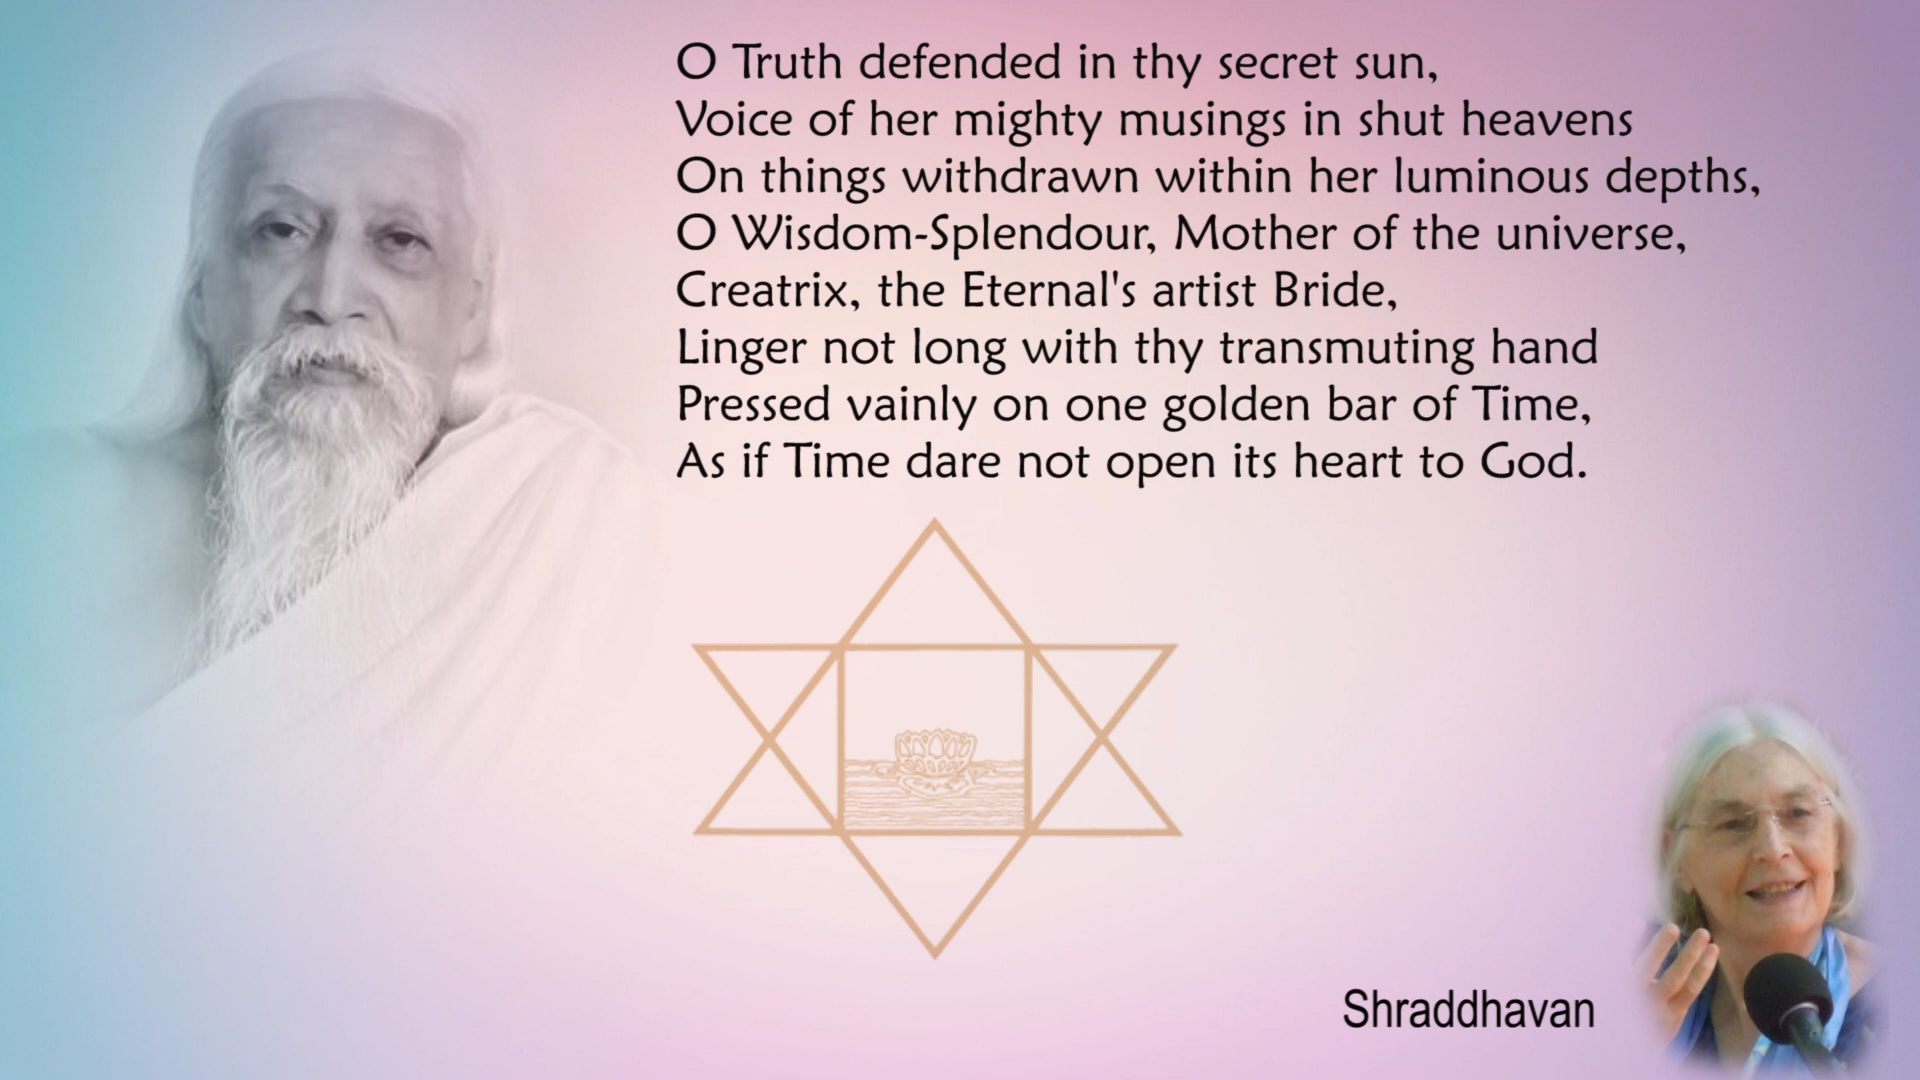 O Truth defended in thy secret sun,
Voice of her mighty musings in shut heavens
On things withdrawn within her luminous depths,
O Wisdom-Splendour, Mother of the universe,
Creatrix, the Eternal's artist Bride,
Linger not long with thy transmuting hand
Pressed vainly on one golden bar of Time,
As if Time dare not open its heart to God.
Shraddhavan